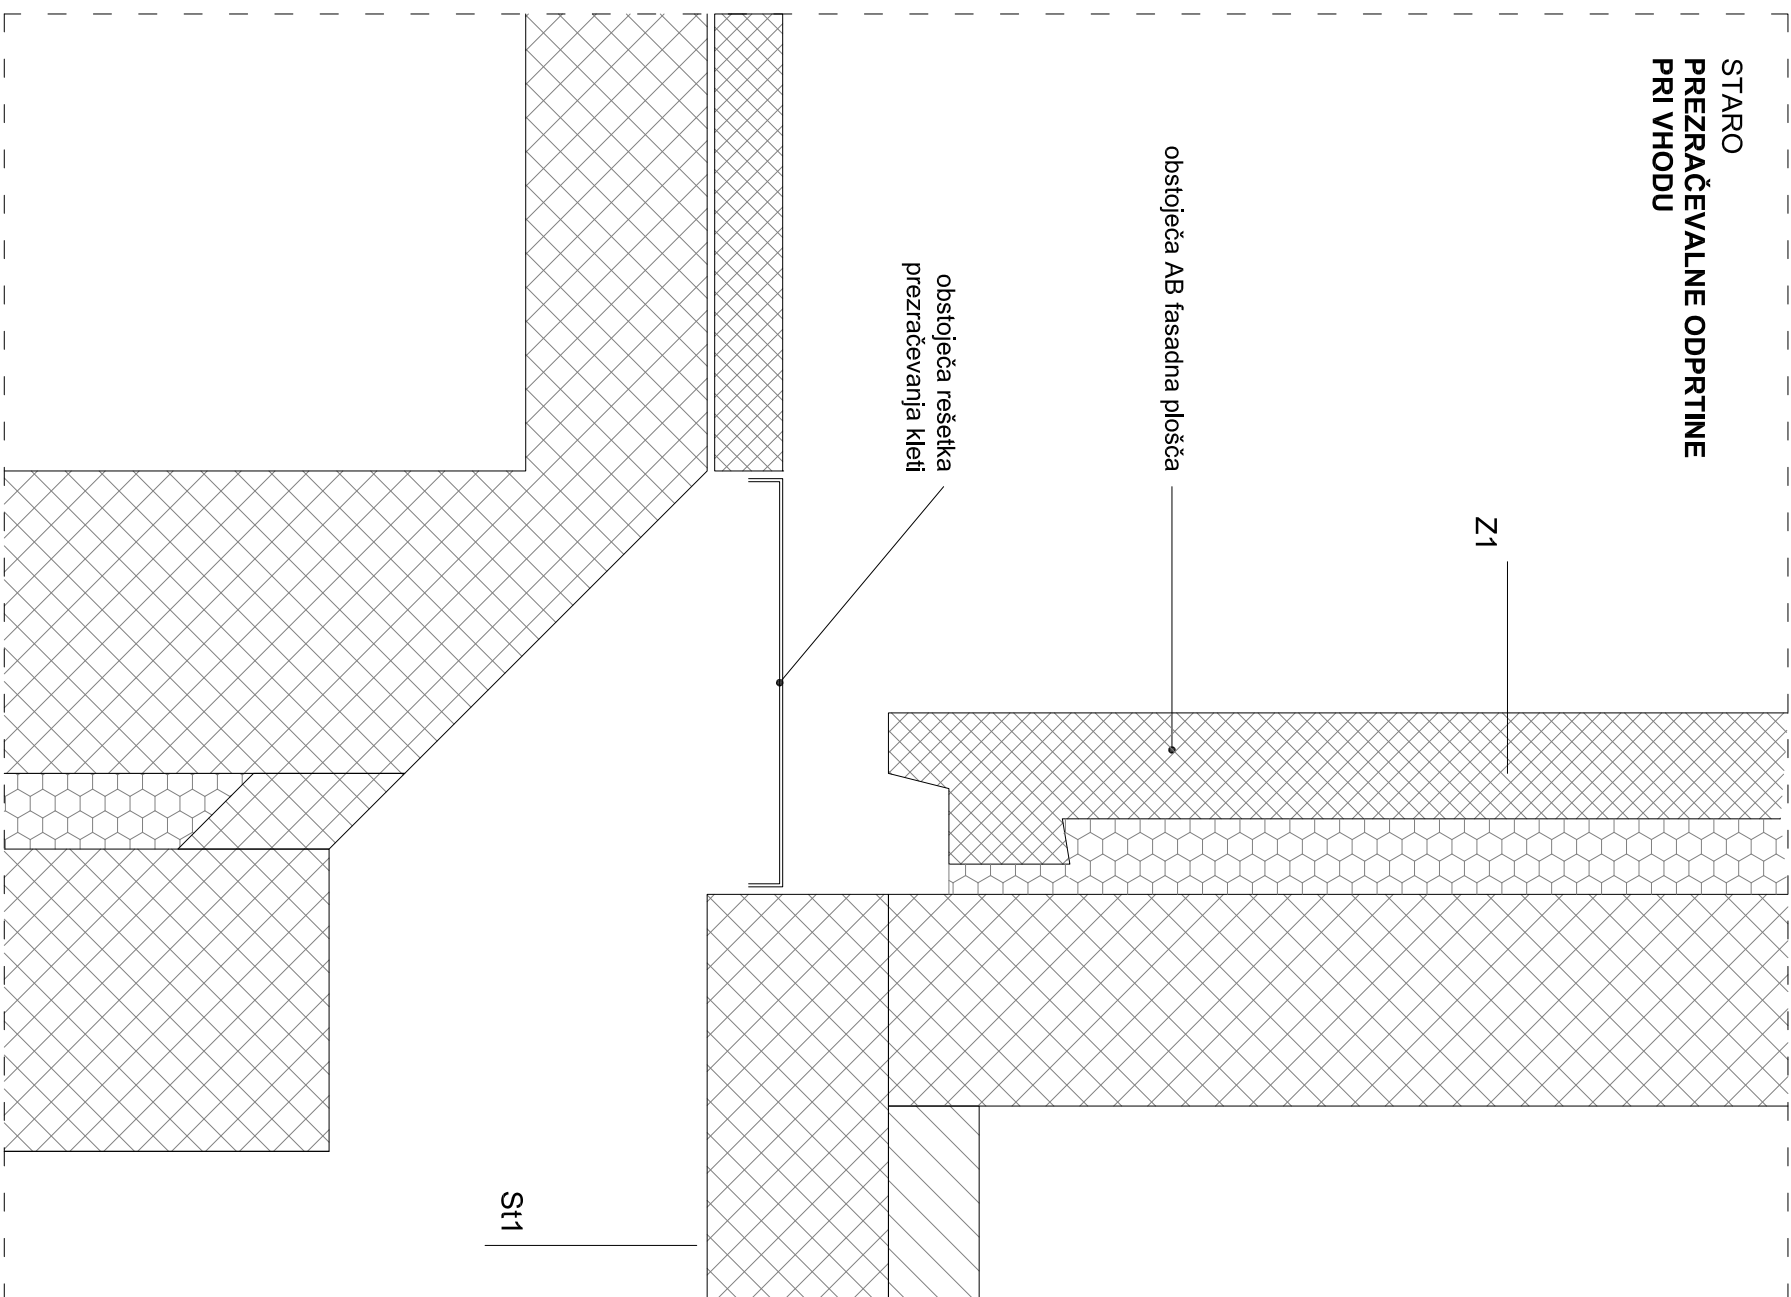 STARO
PREZRAČEVALNE ODPRTINE
PRI VHODU
Z1
obstoječa AB fasadna plošča
obstoječa rešetka
prezračevanja kleti
St1